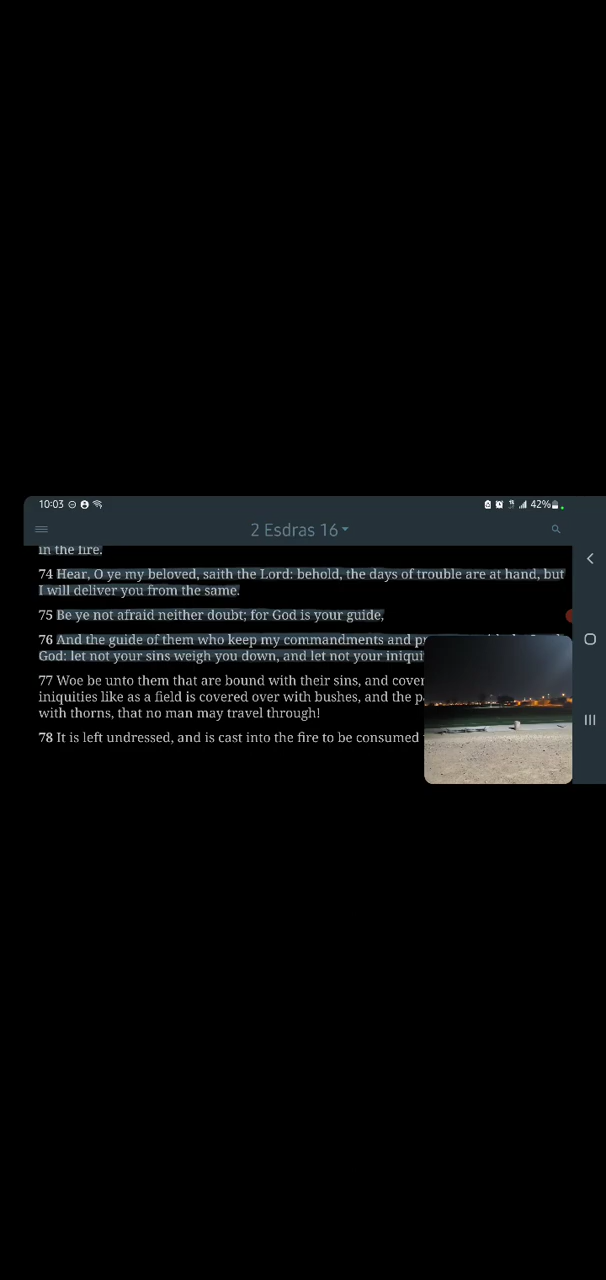 10:03 42%
2 Esdras 16
in the fire.
74 Hear, O ye my beloved, saith the Lord: behold, the days of trouble are at hand, but
I will deliver you from the same.
75 Be ye not afraid neither doubt; for God is your guide,
76 And the guide of them who keep my commandments and
God: let not your sins weigh you down, and let not your
77 Woe be unto them that are bound with their sins, and
iniquities like as a field is covered over with bushes, and the
with thorns, that no man may travel through!
78 It is left undressed, and is cast into the fire to be consumed